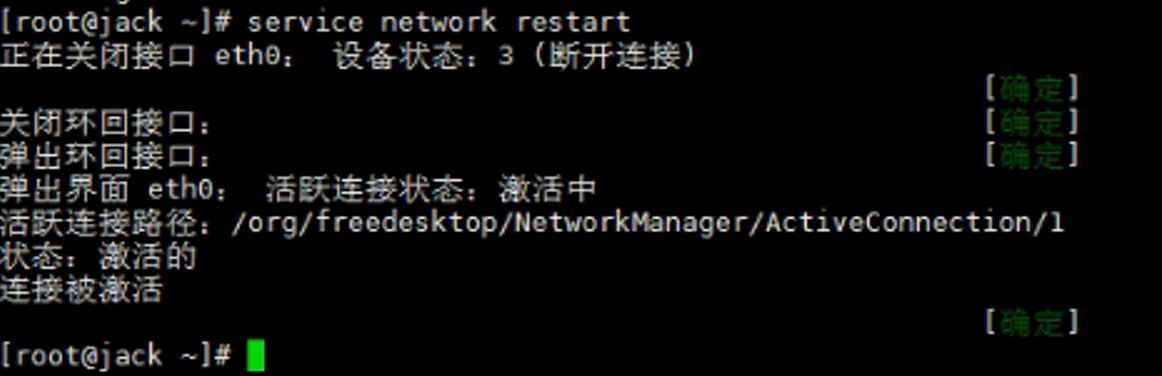 [root@jack ~]# service network restart
正在关闭接口 eth0： 设备状态：3 (断开连接)
[确定]
关闭环回接口： [确定]
弹出环回接口： [确定]
弹出界面 eth0： 活跃连接状态：激活中
活跃连接路径：/org/freedesktop/NetworkManager/ActiveConnection/1
状态：激活的
连接被激活
[确定]
[root@jack ~]#